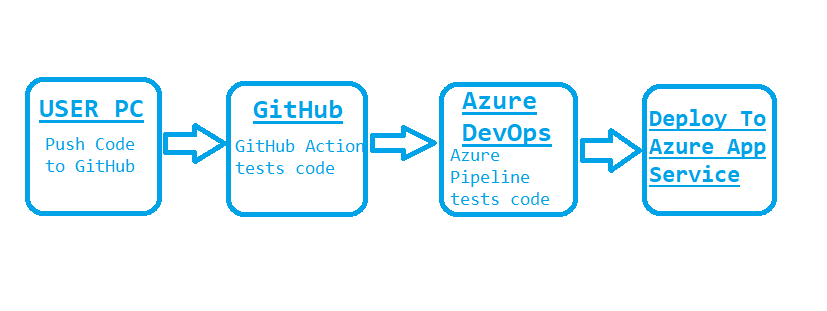 USER PC
Push Code
to GitHub
GitHub
GitHub Action
tests code
Azure
DevOps
Azure
Pipeline
tests code
Deploy To
Azure App
Service